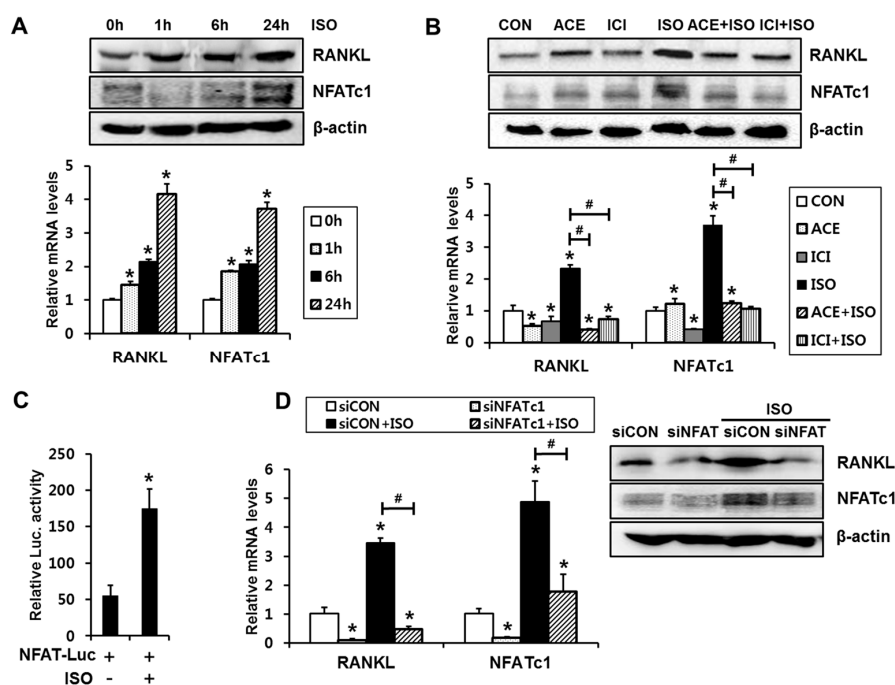 A
0h 1h 6h 24h ISO
RANKL
NFATc1
β-actin
Relative mRNA levels
5
4
3
2
1
0
* * * * * *
RANKL NFATc1
0h
1h
6h
24h
B
CON ACE ICI ISO ACE+ISO ICI+ISO
RANKL
NFATc1
β-actin
Relarive mRNA levels
5
4
3
2
1
0
# #
# #
* * * * * * * * *
RANKL NFATc1
CON
ACE
ICI
ISO
ACE+ISO
ICI+ISO
C
Relative Luc. activity
250
200
150
100
50
0
*
NFAT-Luc + +
ISO - +
D
siCON siNFATc1
siCON+ISO siNFATc1+ISO
Relative mRNA levels
6
5
4
3
2
1
0
# #
* * * * * *
RANKL NFATc1
ISO
siCON siNFAT siCON siNFAT
RANKL
NFATc1
β-actin